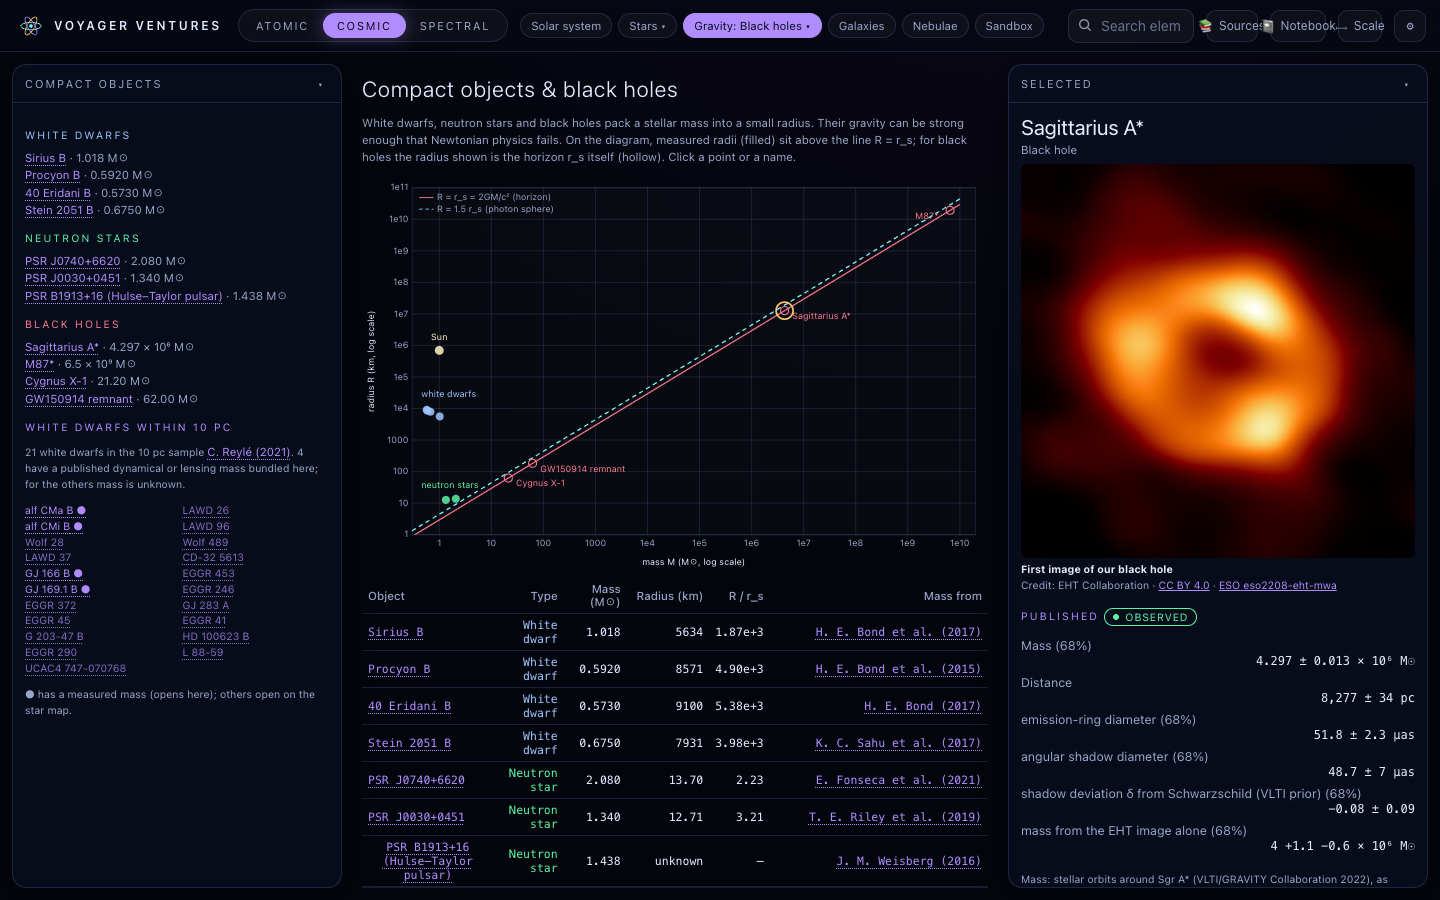 VOYAGER VENTURES
ATOMIC
COSMIC
SPECTRAL
Solar system
Stars ▾
Gravity: Black holes ▾
Galaxies
Nebulae
Sandbox
Search elem
Sources
Notebook
Scale
COMPACT OBJECTS
WHITE DWARFS
Sirius B · 1.018 M☉
Procyon B · 0.5920 M☉
40 Eridani B · 0.5730 M☉
Stein 2051 B · 0.6750 M☉
NEUTRON STARS
PSR J0740+6620 · 2.080 M☉
PSR J0030+0451 · 1.340 M☉
PSR B1913+16 (Hulse–Taylor pulsar) · 1.438 M☉
BLACK HOLES
Sagittarius A* · 4.297 × 10⁶ M☉
M87* · 6.5 × 10⁹ M☉
Cygnus X-1 · 21.20 M☉
GW150914 remnant · 62.00 M☉
WHITE DWARFS WITHIN 10 PC
21 white dwarfs in the 10 pc sample C. Reylé (2021). 4
have a published dynamical or lensing mass bundled here;
for the others mass is unknown.
alf CMa B ● LAWD 26
alf CMi B ● LAWD 96
Wolf 28 Wolf 489
LAWD 37 CD-32 5613
GJ 166 B ● EGGR 453
GJ 169.1 B ● EGGR 246
EGGR 372 GJ 283 A
EGGR 45 EGGR 41
G 203-47 B HD 100623 B
EGGR 290 L 88-59
UCAC4 747-070768
● has a measured mass (opens here); others open on the
star map.
Compact objects & black holes
White dwarfs, neutron stars and black holes pack a stellar mass into a small radius. Their gravity can be strong
enough that Newtonian physics fails. On the diagram, measured radii (filled) sit above the line R = r_s; for black
holes the radius shown is the horizon r_s itself (hollow). Click a point or a name.
R = r_s = 2GM/c² (horizon)
R = 1.5 r_s (photon sphere)
1e11
1e10
1e9
1e8
1e7
1e6
1e5
1e4
1000
100
10
1
radius R (km, log scale)
M87*
Sagittarius A*
Sun
white dwarfs
GW150914 remnant
Cygnus X-1
neutron stars
1 10 100 1000 1e4 1e5 1e6 1e7 1e8 1e9 1e10
mass M (M☉, log scale)
Object Type Mass (M☉) Radius (km) R / r_s Mass from
Sirius B White dwarf 1.018 5634 1.87e+3 H. E. Bond et al. (2017)
Procyon B White dwarf 0.5920 8571 4.90e+3 H. E. Bond et al. (2015)
40 Eridani B White dwarf 0.5730 9100 5.38e+3 H. E. Bond (2017)
Stein 2051 B White dwarf 0.6750 7931 3.98e+3 K. C. Sahu et al. (2017)
PSR J0740+6620 Neutron star 2.080 13.70 2.23 E. Fonseca et al. (2021)
PSR J0030+0451 Neutron star 1.340 12.71 3.21 T. E. Riley et al. (2019)
PSR B1913+16 (Hulse–Taylor pulsar) Neutron star 1.438 unknown — J. M. Weisberg (2016)
SELECTED
Sagittarius A*
Black hole
First image of our black hole
Credit: EHT Collaboration · CC BY 4.0 · ESO eso2208-eht-mwa
PUBLISHED ● OBSERVED
Mass (68%)
4.297 ± 0.013 × 10⁶ M☉
Distance
8,277 ± 34 pc
emission-ring diameter (68%)
51.8 ± 2.3 µas
angular shadow diameter (68%)
48.7 ± 7 µas
shadow deviation δ from Schwarzschild (VLTI prior) (68%)
−0.08 ± 0.09
mass from the EHT image alone (68%)
4 +1.1 −0.6 × 10⁶ M☉
Mass: stellar orbits around Sgr A* (VLTI/GRAVITY Collaboration 2022), as